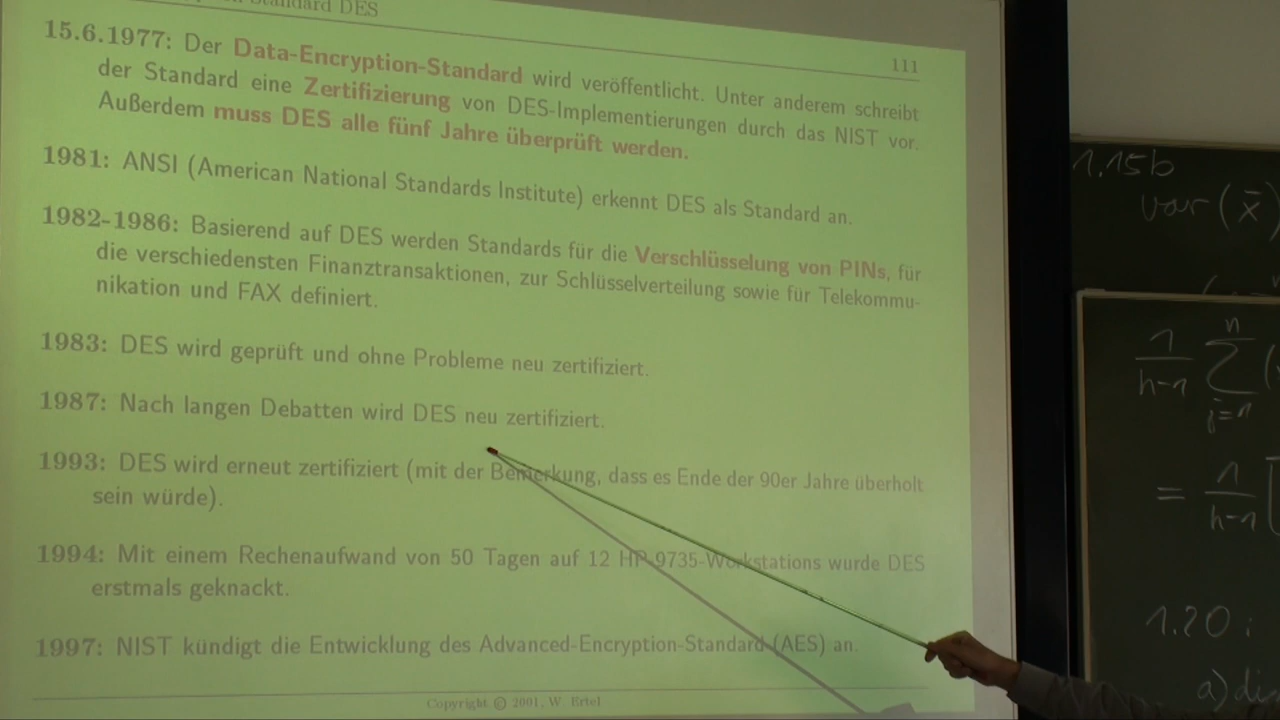 Standard DES
111
15.6.1977: Der Data-Encryption-Standard wird veröffentlicht. Unter anderem schreibt
der Standard eine Zertifizierung von DES-Implementierungen durch das NIST vor.
Außerdem muss DES alle fünf Jahre überprüft werden.
1981: ANSI (American National Standards Institute) erkennt DES als Standard an.
1982-1986: Basierend auf DES werden Standards für die Verschlüsselung von PINs, für
die verschiedensten Finanztransaktionen, zur Schlüsselverteilung sowie für Telekommu-
nikation und FAX definiert.
1983: DES wird geprüft und ohne Probleme neu zertifiziert.
1987: Nach langen Debatten wird DES neu zertifiziert.
1993: DES wird erneut zertifiziert (mit der Bemerkung, dass es Ende der 90er Jahre überholt
sein würde).
1994: Mit einem Rechenaufwand von 50 Tagen auf 12 HP-9735-Workstations wurde DES
erstmals geknackt.
1997: NIST kündigt die Entwicklung des Advanced-Encryption-Standard (AES) an.
Copyright © 2001, W. Ertel
1.15b
var(x̄)
1/n-1 n ∑ i=1 (
= 1/n-1 [
1.20:
a)